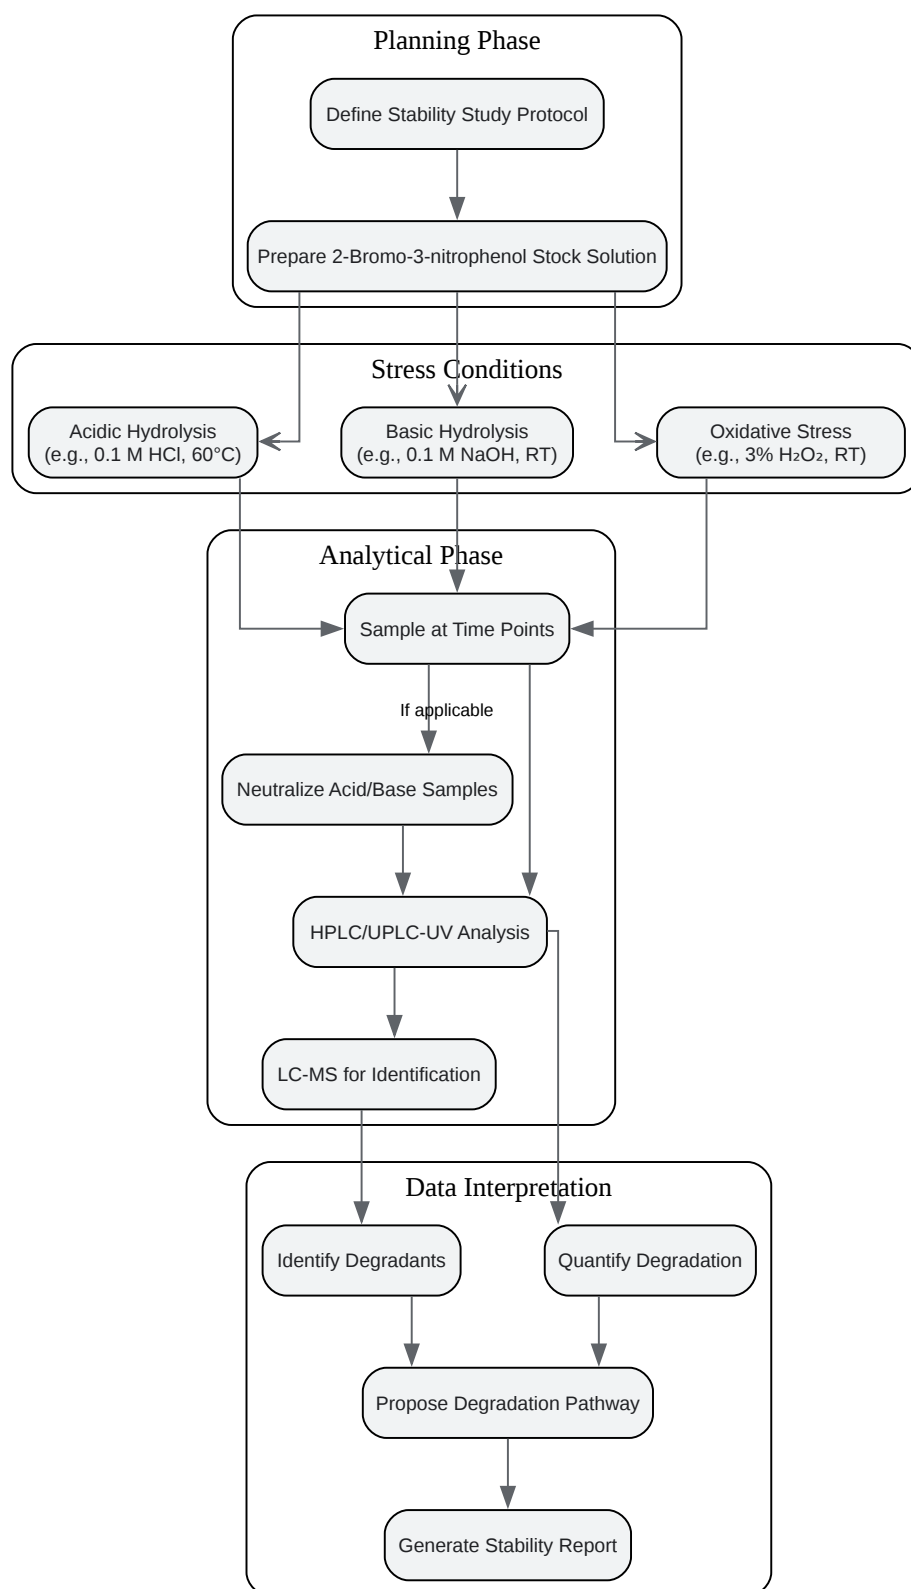 Planning Phase
Define Stability Study Protocol
Prepare 2-Bromo-3-nitrophenol Stock Solution
Stress Conditions
Acidic Hydrolysis
(e.g., 0.1 M HCl, 60°C)
Basic Hydrolysis
(e.g., 0.1 M NaOH, RT)
Oxidative Stress
(e.g., 3% H₂O₂, RT)
Analytical Phase
Sample at Time Points
If applicable
Neutralize Acid/Base Samples
HPLC/UPLC-UV Analysis
LC-MS for Identification
Data Interpretation
Identify Degradants
Quantify Degradation
Propose Degradation Pathway
Generate Stability Report